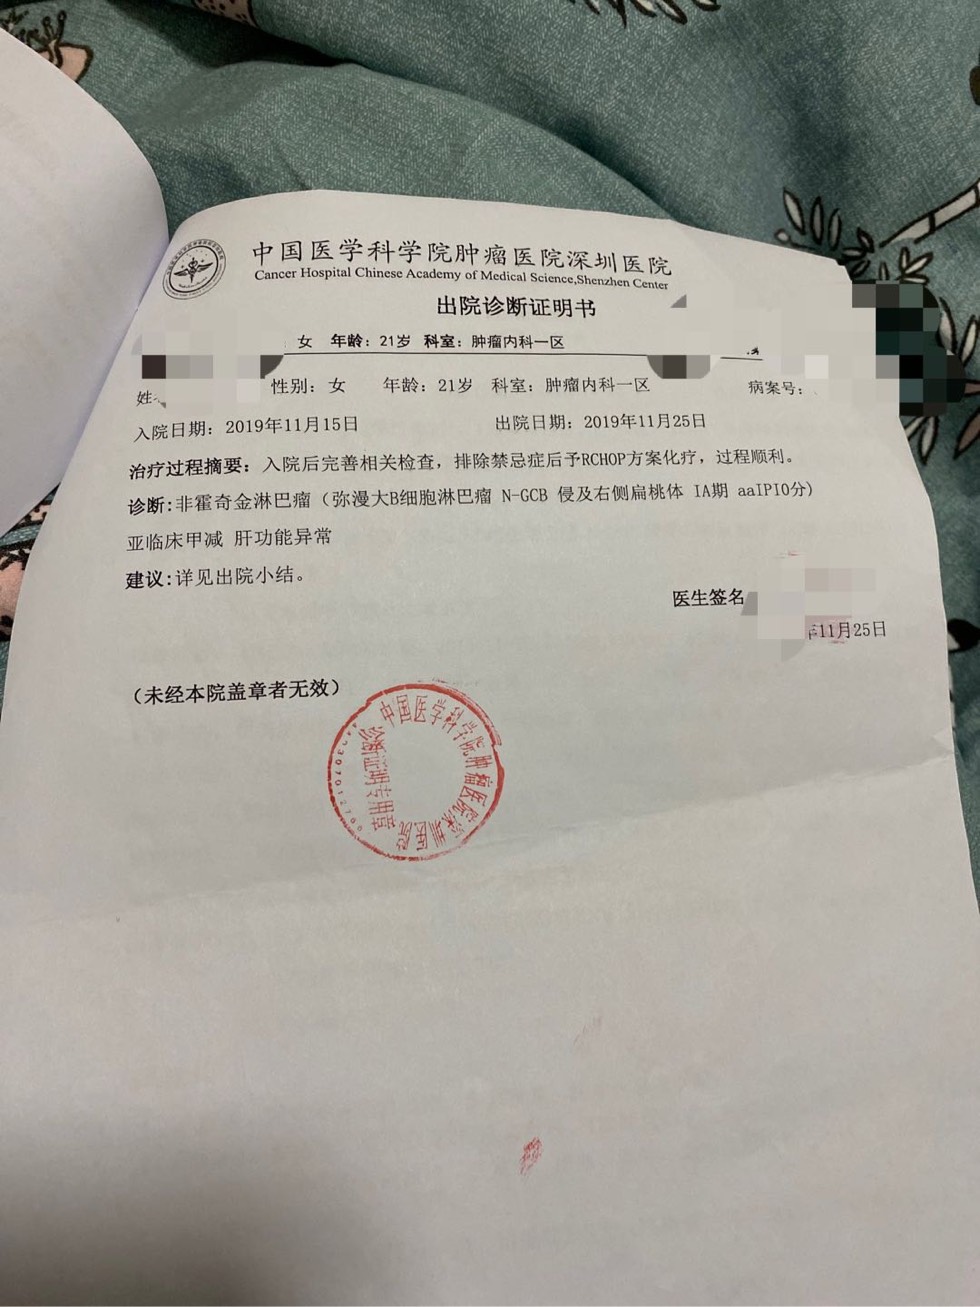 中国医学科学院肿瘤医院深圳医院
Cancer Hospital Chinese Academy of Medical Science,Shenzhen Center
出院诊断证明书
女 年龄：21岁 科室：肿瘤内科一区
姓 性别：女 年龄：21岁 科室：肿瘤内科一区 病案号：
入院日期：2019年11月15日 出院日期：2019年11月25日
治疗过程摘要：入院后完善相关检查，排除禁忌症后予RCHOP方案化疗，过程顺利。
诊断:非霍奇金淋巴瘤（弥漫大B细胞淋巴瘤 N-GCB 侵及右侧扁桃体 IA期 aaIPI0分)
亚临床甲减 肝功能异常
建议:详见出院小结。
医生签名
11月25日
（未经本院盖章者无效）
中国医学科学院肿瘤医院深圳医院
诊断证明专用章